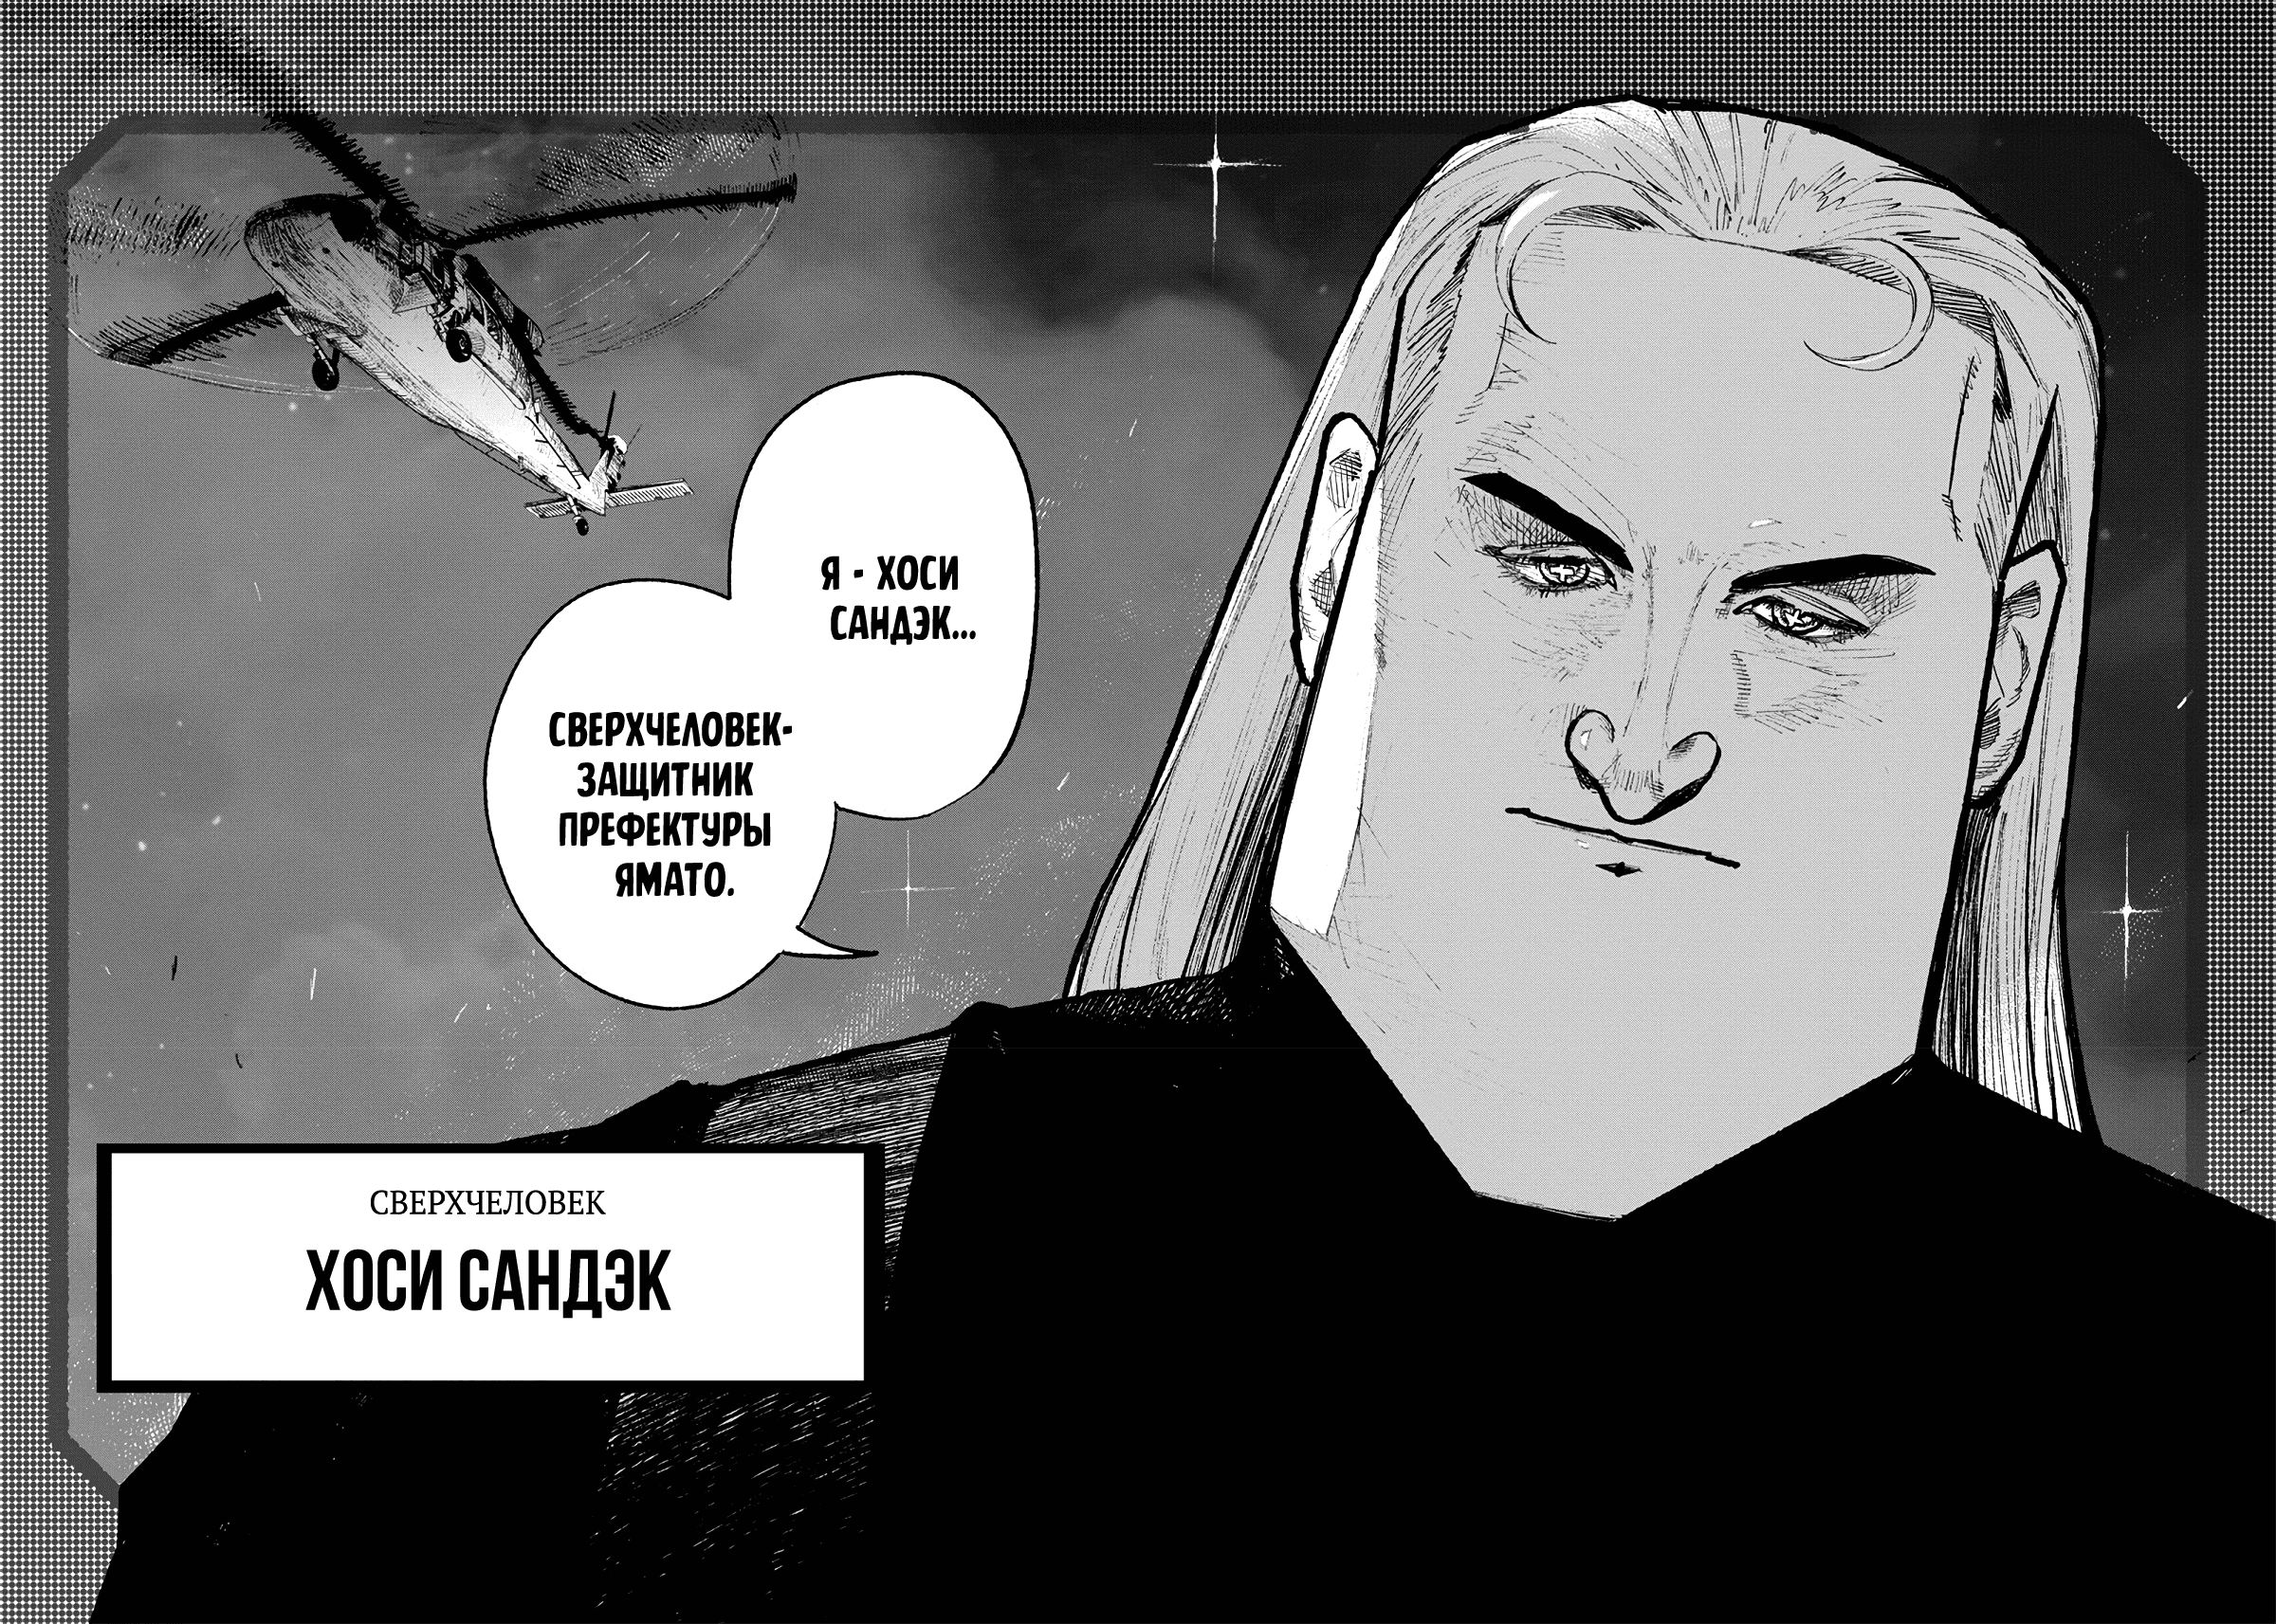 Я - ХОСИ
САНДЭК...
СВЕРХЧЕЛОВЕК-
ЗАЩИТНИК
ПРЕФЕКТУРЫ
ЯМАТО.
СВЕРХЧЕЛОВЕК
ХОСИ САНДЭК